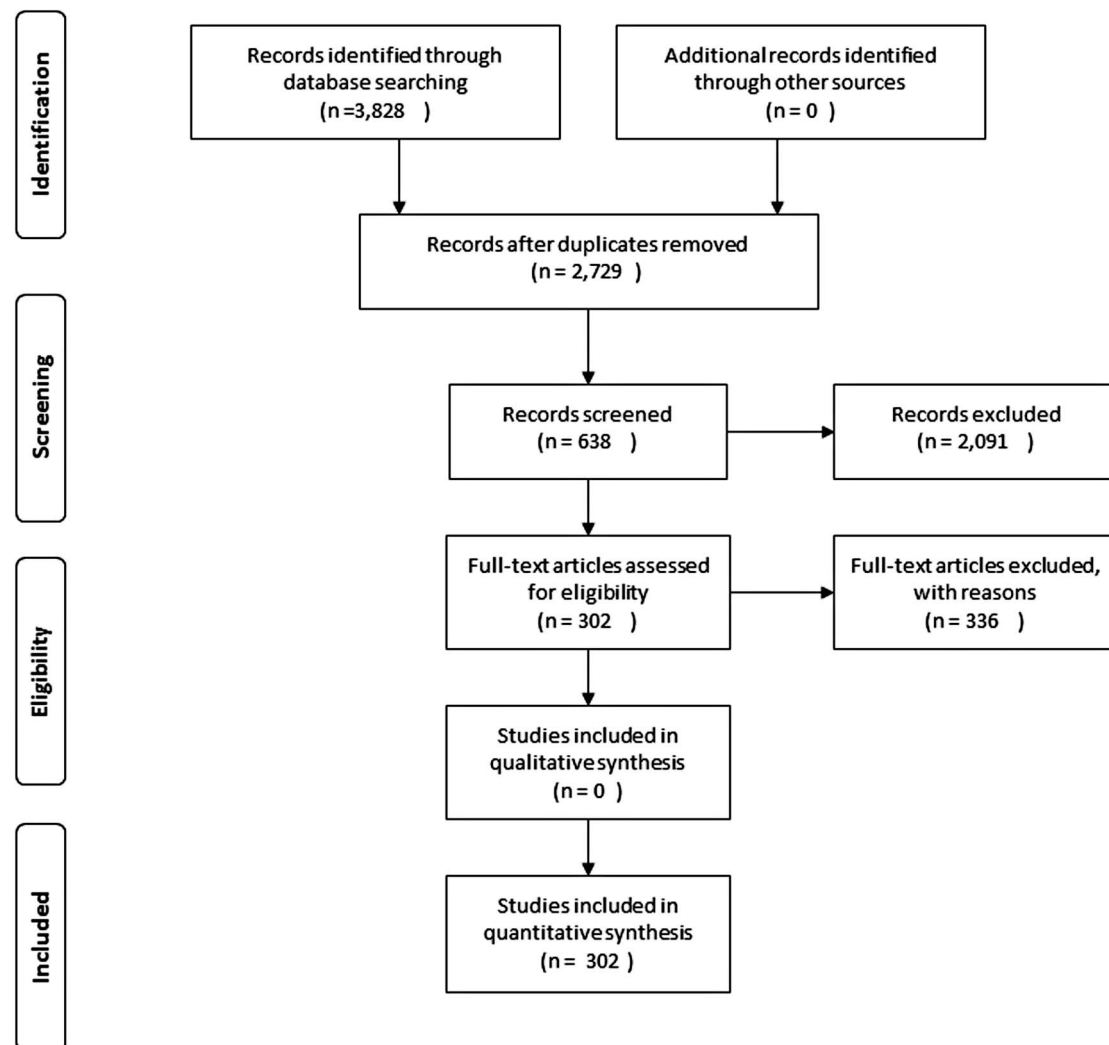 Identification
Records identified through
database searching
(n =3,828 )
Additional records identified
through other sources
(n = 0 )
Records after duplicates removed
(n = 2,729 )
Screening
Records screened
(n = 638 )
Records excluded
(n = 2,091 )
Eligibility
Full-text articles assessed
for eligibility
(n = 302 )
Full-text articles excluded,
with reasons
(n = 336 )
Studies included in
qualitative synthesis
(n = 0 )
Included
Studies included in
quantitative synthesis
(n = 302 )